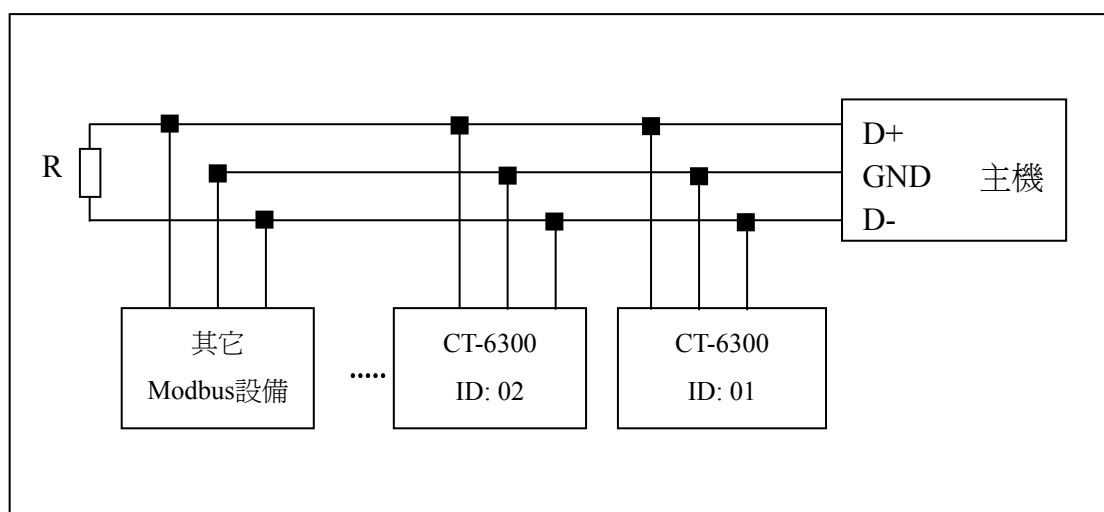 D+
R
GND 主機
D-
其它
Modbus設備
.....
CT-6300
ID: 02
CT-6300
ID: 01